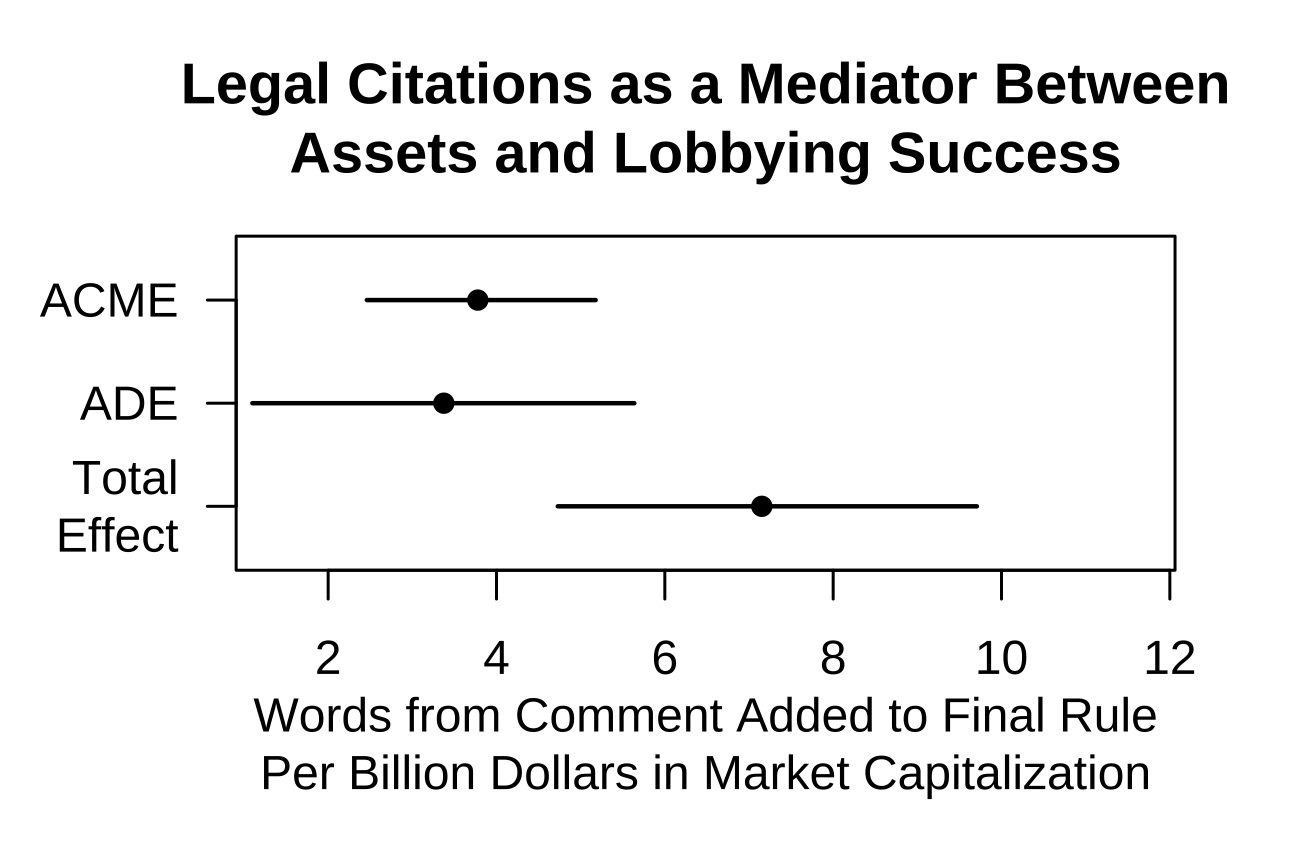 Legal Citations as a Mediator Between
Assets and Lobbying Success
ACME
ADE
Total
Effect
2 4 6 8 10 12
Words from Comment Added to Final Rule
Per Billion Dollars in Market Capitalization